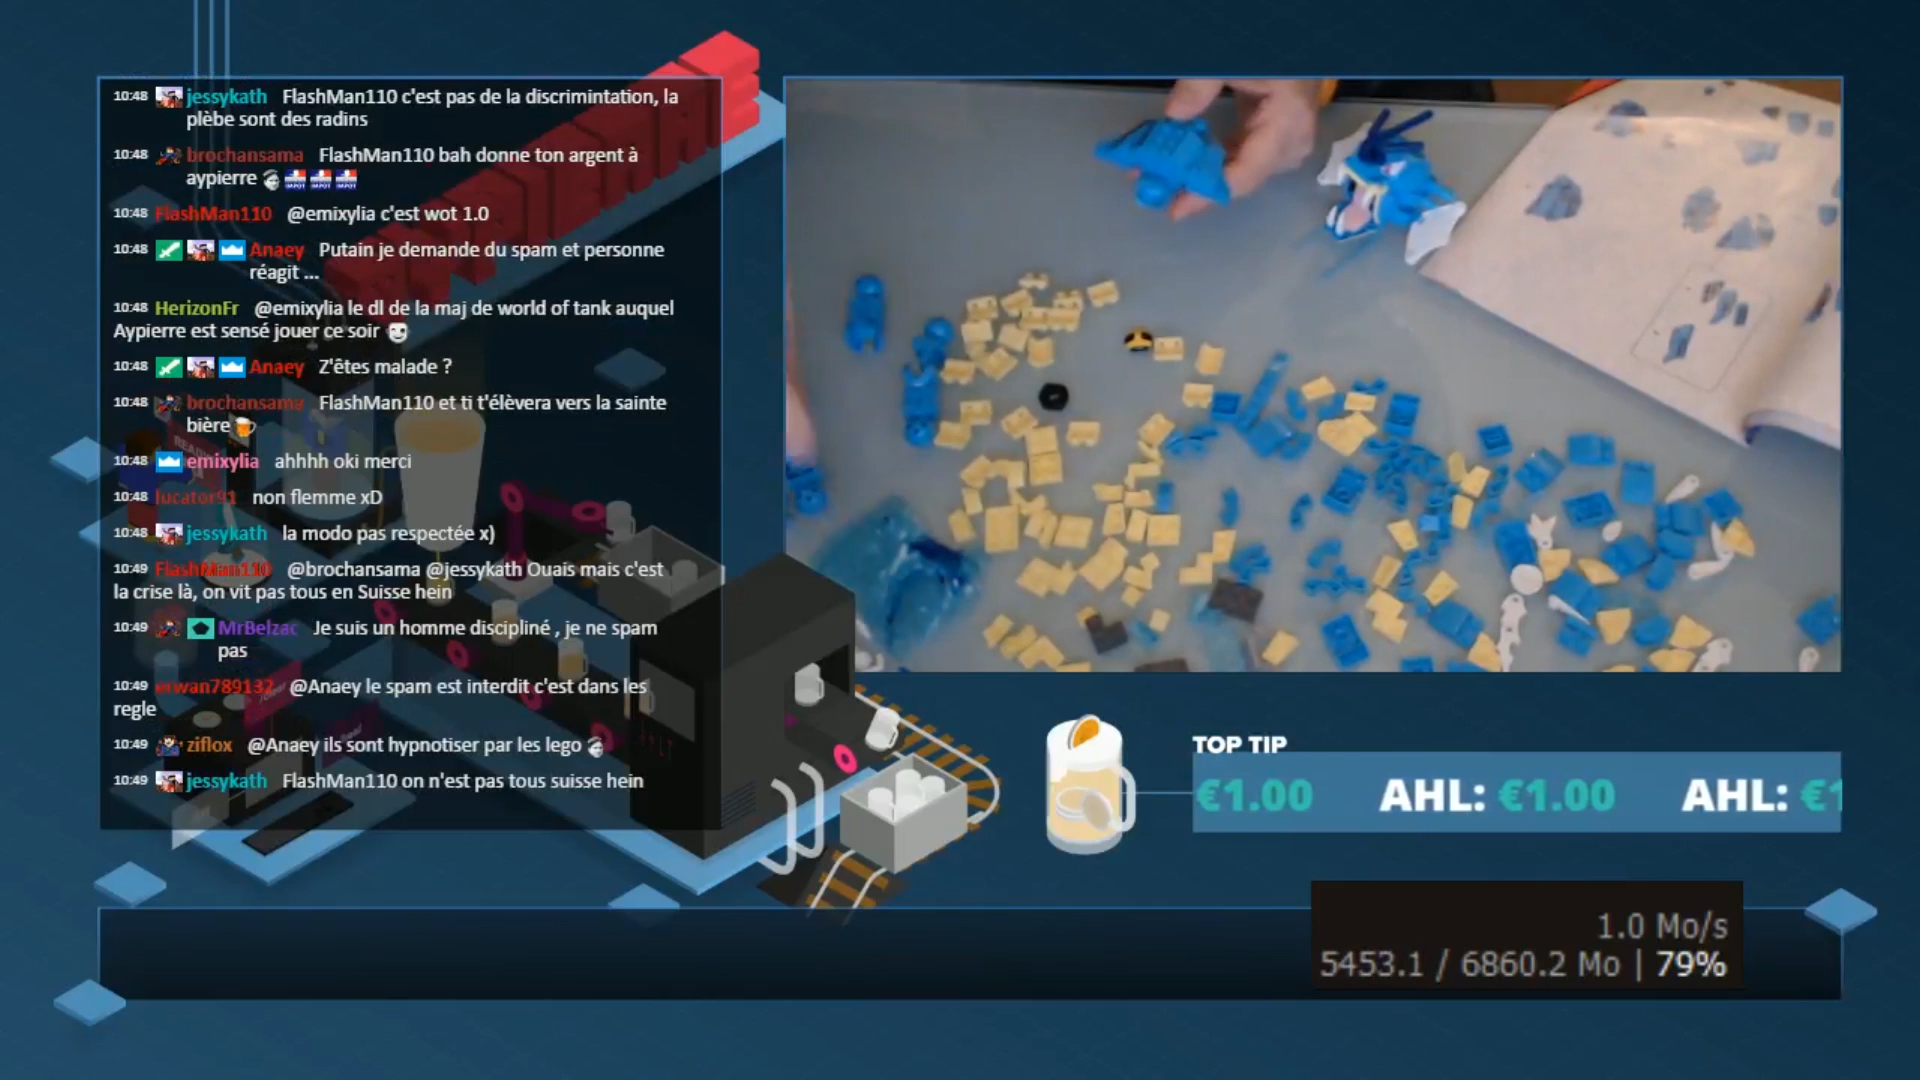 10:48 jessykath FlashMan110 c'est pas de la discrimintation, la
plèbe sont des radins
10:48 brochansama FlashMan110 bah donne ton argent à
aypierre
10:48 FlashMan110 @emixylia c'est wot 1.0
10:48 Anaey Putain je demande du spam et personne
réagit ...
10:48 HerizonFr @emixylia le dl de la maj de world of tank auquel
Aypierre est sensé jouer ce soir
10:48 Anaey Z'êtes malade ?
10:48 brochansama FlashMan110 et ti t'élèvera vers la sainte
bière
10:48 emixylia ahhhh oki merci
10:48 lucator91 non flemme xD
10:48 jessykath la modo pas respectée x)
10:49 FlashMan110 @brochansama @jessykath Ouais mais c'est
la crise là, on vit pas tous en Suisse hein
10:49 MrBelzac Je suis un homme discipliné , je ne spam
pas
10:49 erwan789132 @Anaey le spam est interdit c'est dans les
regle
10:49 ziflox @Anaey ils sont hypnotiser par les lego
10:49 jessykath FlashMan110 on n'est pas tous suisse hein
TOP TIP
€1.00 AHL: €1.00 AHL: €1
1.0 Mo/s
5453.1 / 6860.2 Mo | 79%